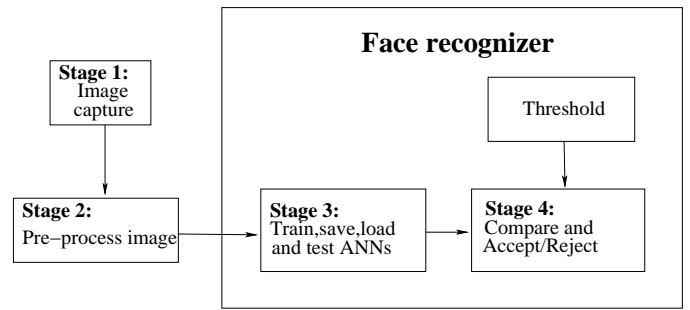 Face recognizer
Stage 1:
Image
capture
Threshold
Stage 2:
Pre−process image
Stage 3:
Train,save,load
and test ANNs
Stage 4:
Compare and
Accept/Reject